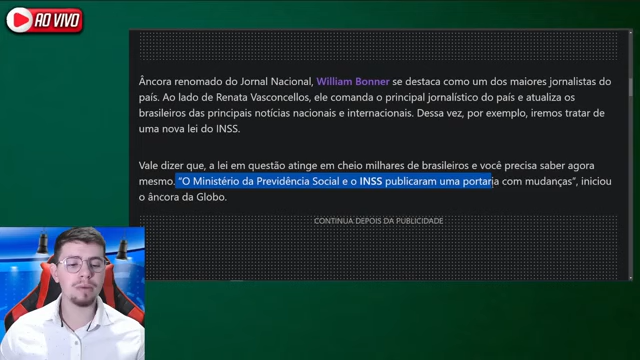 AO VIVO
Âncora renomado do Jornal Nacional, William Bonner se destaca como um dos maiores jornalistas do
país. Ao lado de Renata Vasconcellos, ele comanda o principal jornalístico do país e atualiza os
brasileiros das principais notícias nacionais e internacionais. Dessa vez, por exemplo, iremos tratar de
uma nova lei do INSS.
Vale dizer que, a lei em questão atinge em cheio milhares de brasileiros e você precisa saber agora
mesmo. “O Ministério da Previdência Social e o INSS publicaram uma portaria com mudanças”, iniciou
o âncora da Globo.
CONTINUA DEPOIS DA PUBLICIDADE